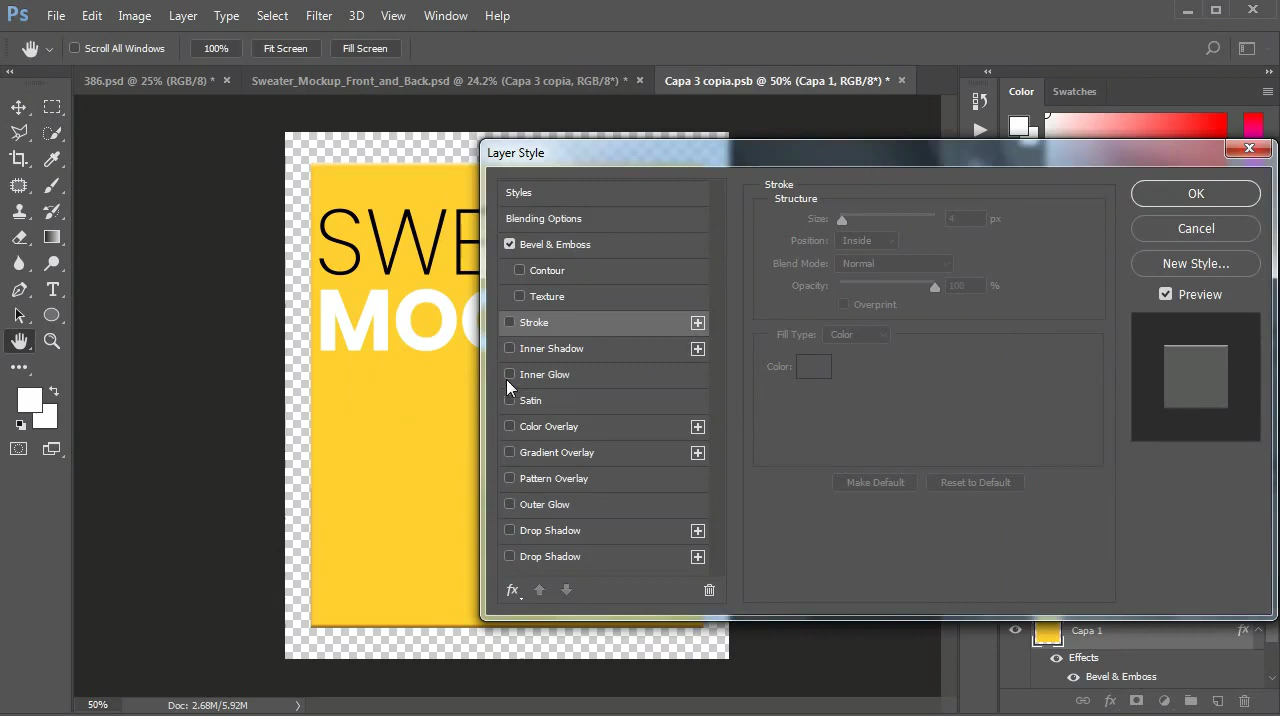 Ps File Edit Image Layer Type Select Filter 3D View Window Help
Scroll All Windows 100% Fit Screen Fill Screen
386.psd @ 25% (RGB/8) * × Sweater_Mockup_Front_and_Back.psd @ 24.2% (Capa 3 copia, RGB/8*) * × Capa 3 copia.psb @ 50% (Capa 1, RGB/8*) * ×
Color Swatches
SWE
MOC
Layer Style
Styles
Blending Options
Bevel & Emboss
Contour
Texture
Stroke
Inner Shadow
Inner Glow
Satin
Color Overlay
Gradient Overlay
Pattern Overlay
Outer Glow
Drop Shadow
Drop Shadow
fx
Stroke
Structure
Size: 4 px
Position: Inside
Blend Mode: Normal
Opacity: 100 %
Overprint
Fill Type: Color
Color:
Make Default Reset to Default
OK
Cancel
New Style...
Preview
Capa 1 fx
Effects
Bevel & Emboss
fx
50% Doc: 2.68M/5.92M